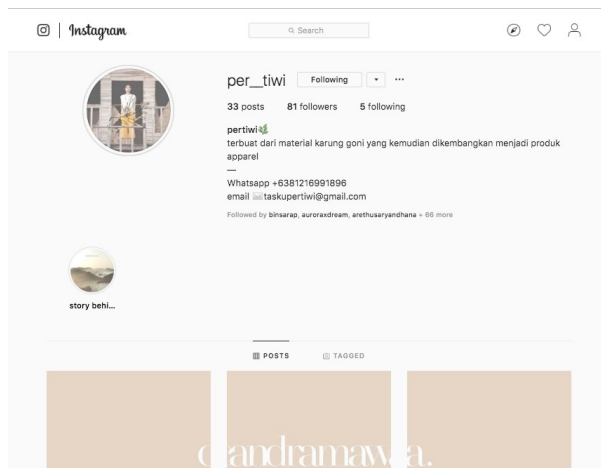 Instagram
Search
per__tiwi Following
33 posts 81 followers 5 following
pertiwi🌿
terbuat dari material karung goni yang kemudian dikembangkan menjadi produk
apparel
—
Whatsapp +6381216991896
email ✉️taskupertiwi@gmail.com
Followed by binsarap, auroraxdream, arethusaryandhana + 66 more
story behi...
POSTS TAGGED